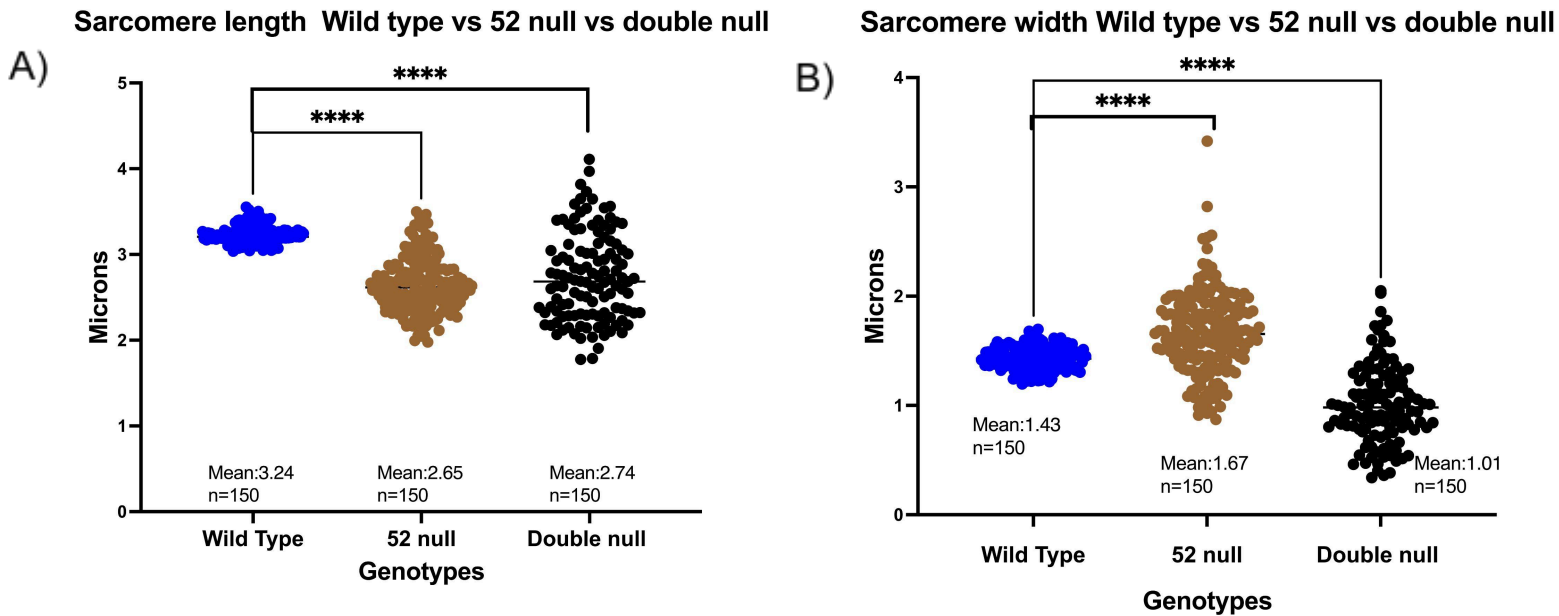 Sarcomere length  Wild type vs 52 null vs double null
A)
****
****
5
4
3
2
1
0
Microns
Mean:3.24
n=150
Mean:2.65
n=150
Mean:2.74
n=150
Wild Type
52 null
Double null
Genotypes
Sarcomere width Wild type vs 52 null vs double null
B)
****
****
4
3
2
1
0
Microns
Mean:1.43
n=150
Mean:1.67
n=150
Mean:1.01
n=150
Wild Type
52 null
Double null
Genotypes